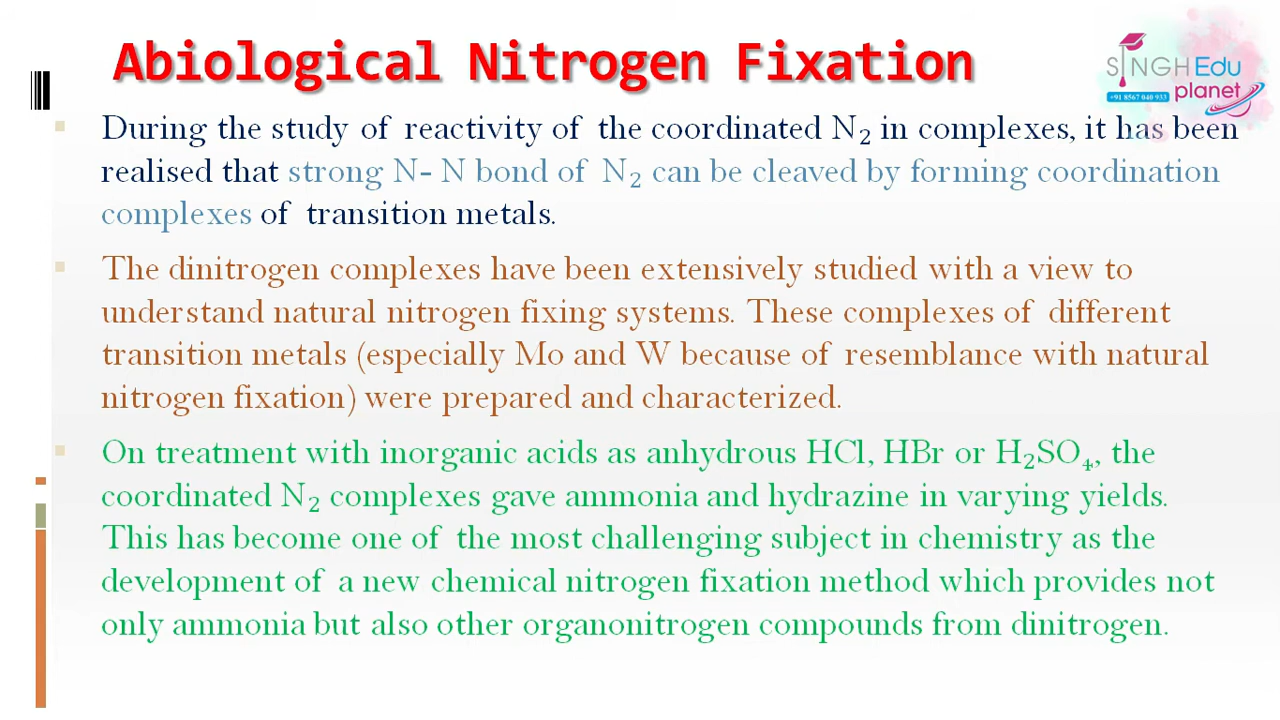 Abiological Nitrogen Fixation
SINGH Edu
planet
+91 8567 040 933
During the study of reactivity of the coordinated N₂ in complexes, it has been
realised that strong N- N bond of N₂ can be cleaved by forming coordination
complexes of transition metals.
The dinitrogen complexes have been extensively studied with a view to
understand natural nitrogen fixing systems. These complexes of different
transition metals (especially Mo and W because of resemblance with natural
nitrogen fixation) were prepared and characterized.
On treatment with inorganic acids as anhydrous HCl, HBr or H₂SO₄, the
coordinated N₂ complexes gave ammonia and hydrazine in varying yields.
This has become one of the most challenging subject in chemistry as the
development of a new chemical nitrogen fixation method which provides not
only ammonia but also other organonitrogen compounds from dinitrogen.